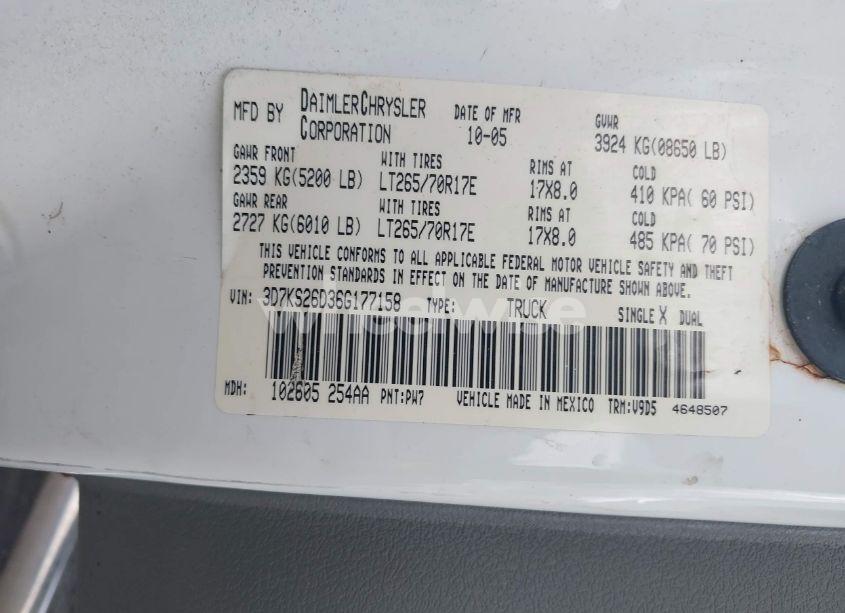 MFD BY DAIMLERCHRYSLER CORPORATION DATE OF MFR 10-05 GVWR 3924 KG(08650 LB)
GAWR FRONT WITH TIRES RIMS AT COLD
2359 KG(5200 LB) LT265/70R17E 17X8.0 410 KPA( 60 PSI)
GAWR REAR WITH TIRES RIMS AT COLD
2727 KG(6010 LB) LT265/70R17E 17X8.0 485 KPA( 70 PSI)
THIS VEHICLE CONFORMS TO ALL APPLICABLE FEDERAL MOTOR VEHICLE SAFETY AND THEFT
PREVENTION STANDARDS IN EFFECT ON THE DATE OF MANUFACTURE SHOWN ABOVE.
VIN: 3D7KS26D36G177158 TYPE: TRUCK SINGLE X DUAL
wheelwise
MDH: 102605 254AA PNT:PW7 VEHICLE MADE IN MEXICO TRM:V9D5 4648507